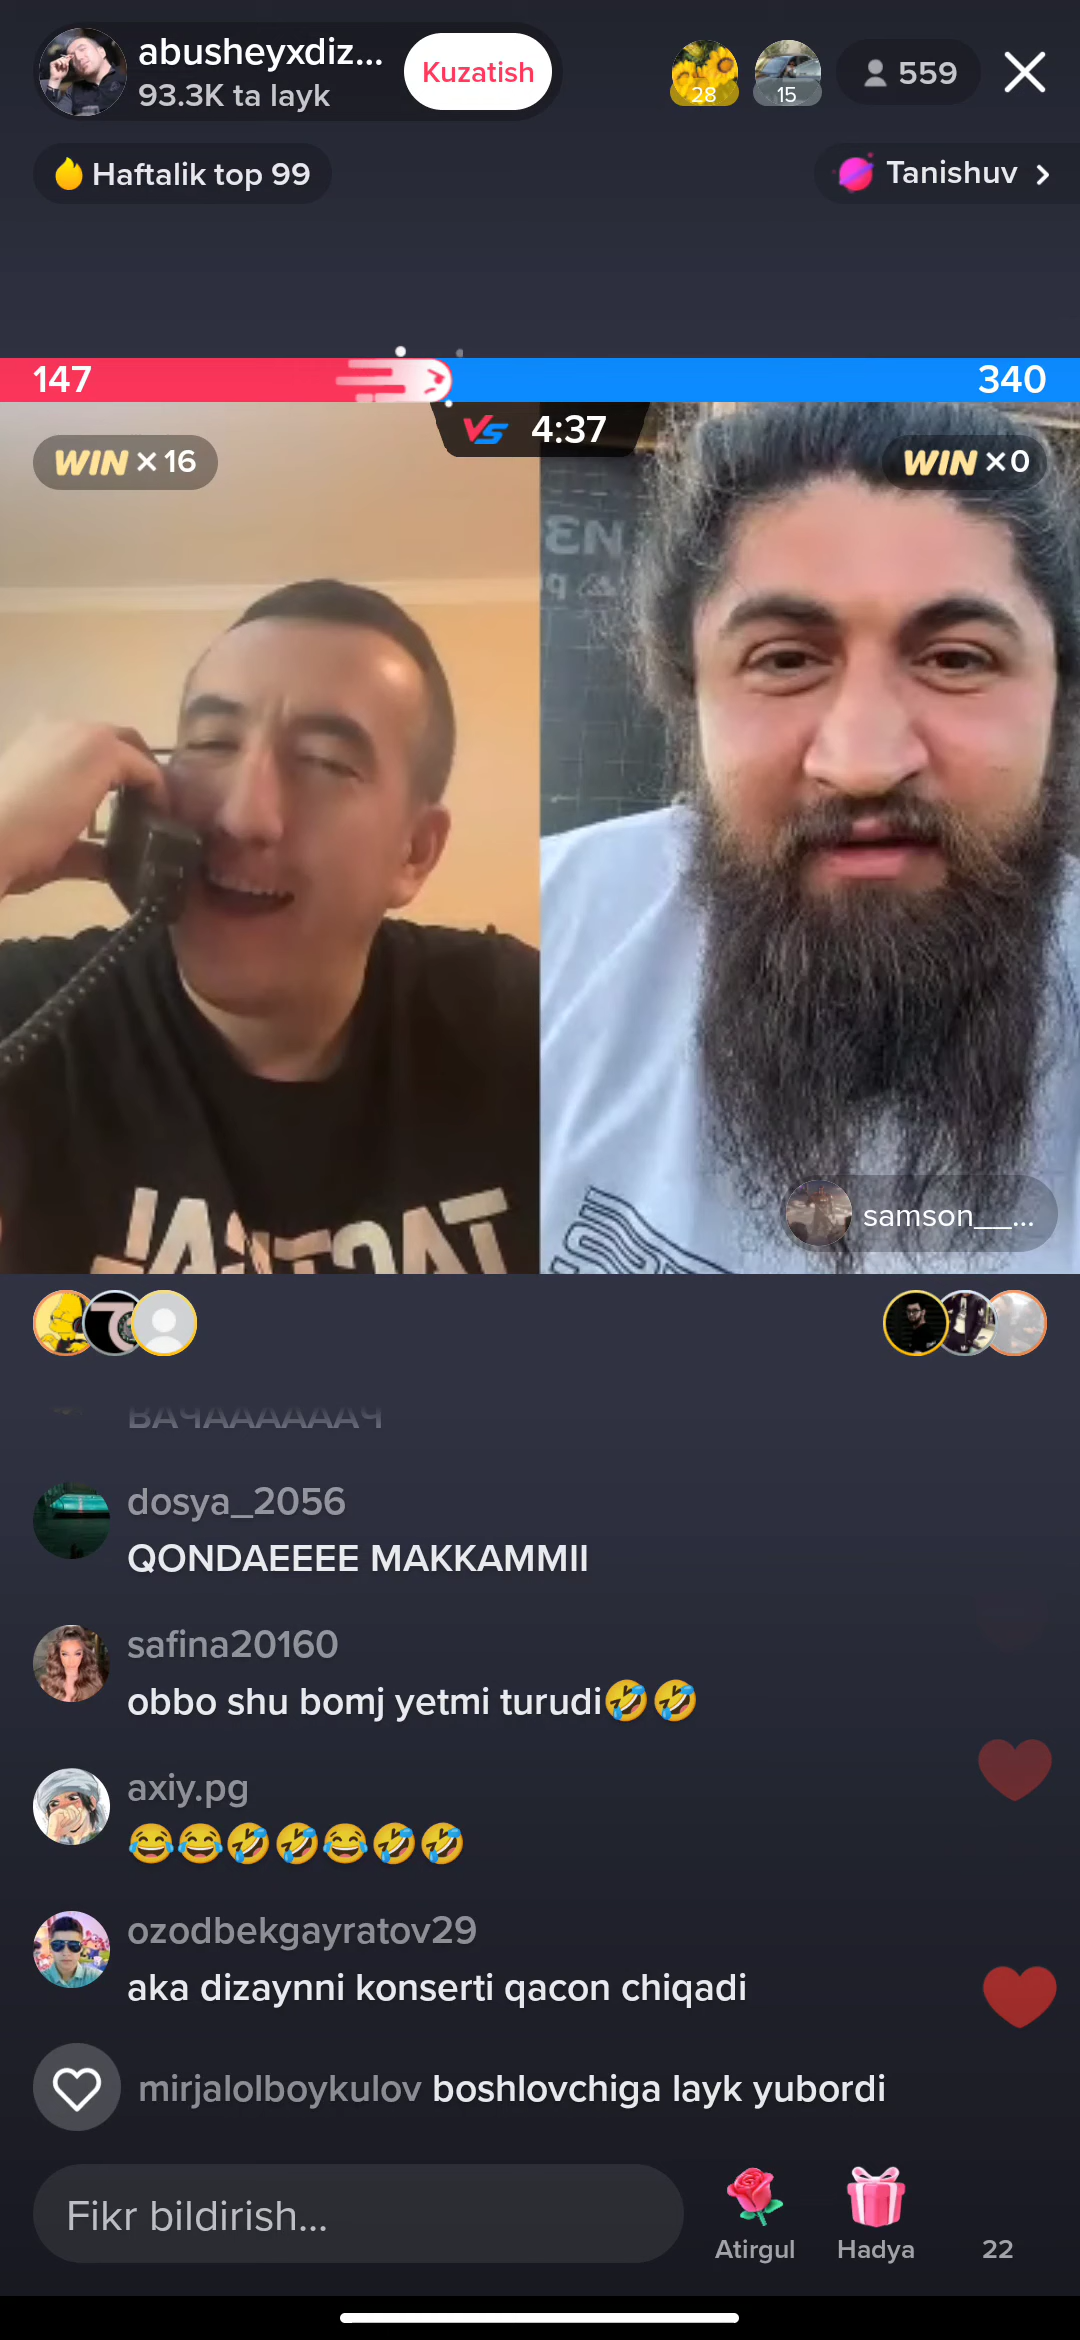 abusheyxdiz...
93.3K ta layk
Kuzatish
28
15
559
Haftalik top 99
Tanishuv
147
340
VS 4:37
WIN ×16
WIN ×0
samson__...
dosya_2056
QONDAEEEE MAKKAMMII
safina20160
obbo shu bomj yetmi turudi🤣🤣
axiy.pg
😂😂🤣🤣😂🤣🤣
ozodbekgayratov29
aka dizaynni konserti qacon chiqadi
mirjalolboykulov boshlovchiga layk yubordi
Fikr bildirish...
Atirgul
Hadya
22